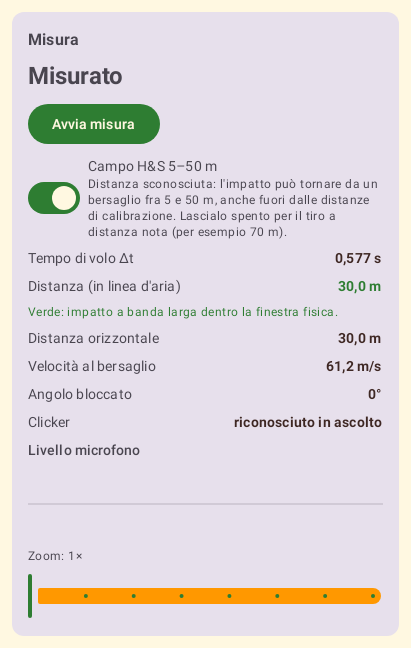 Misura
Misurato
Avvia misura
Campo H&S 5–50 m
Distanza sconosciuta: l'impatto può tornare da un
bersaglio fra 5 e 50 m, anche fuori dalle distanze
di calibrazione. Lascialo spento per il tiro a
distanza nota (per esempio 70 m).
Tempo di volo Δt 0,577 s
Distanza (in linea d'aria) 30,0 m
Verde: impatto a banda larga dentro la finestra fisica.
Distanza orizzontale 30,0 m
Velocità al bersaglio 61,2 m/s
Angolo bloccato 0°
Clicker riconosciuto in ascolto
Livello microfono
Zoom: 1×